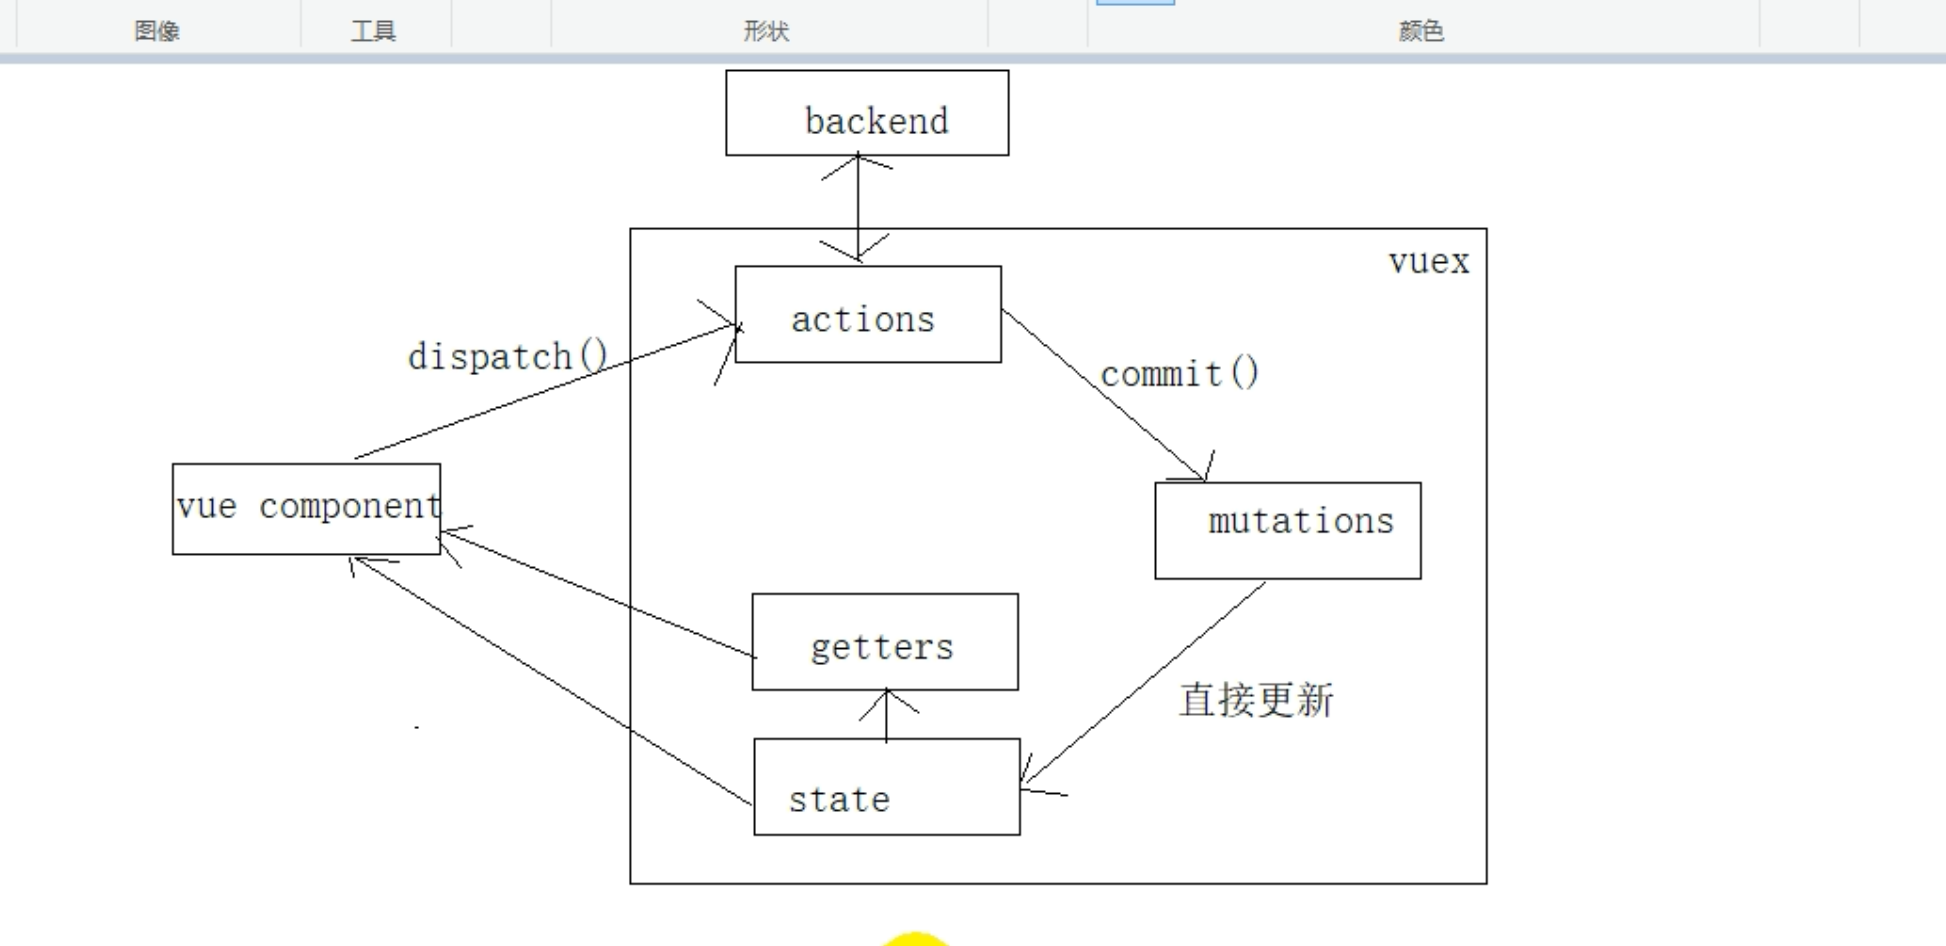 图像 工具 形状 颜色
backend
vuex
actions
dispatch()
commit()
vue component
mutations
getters
直接更新
state